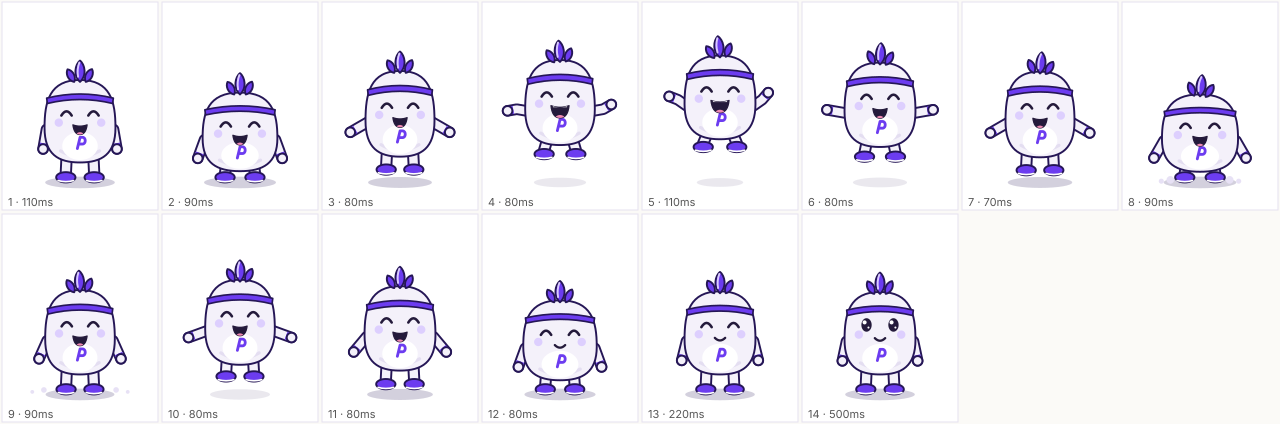 P
P
P
P
P
P
P
P
1 · 110ms
2 · 90ms
3 · 80ms
4 · 80ms
5 · 110ms
6 · 80ms
7 · 70ms
8 · 90ms
P
P
P
P
P
P
9 · 90ms
10 · 80ms
11 · 80ms
12 · 80ms
13 · 220ms
14 · 500ms